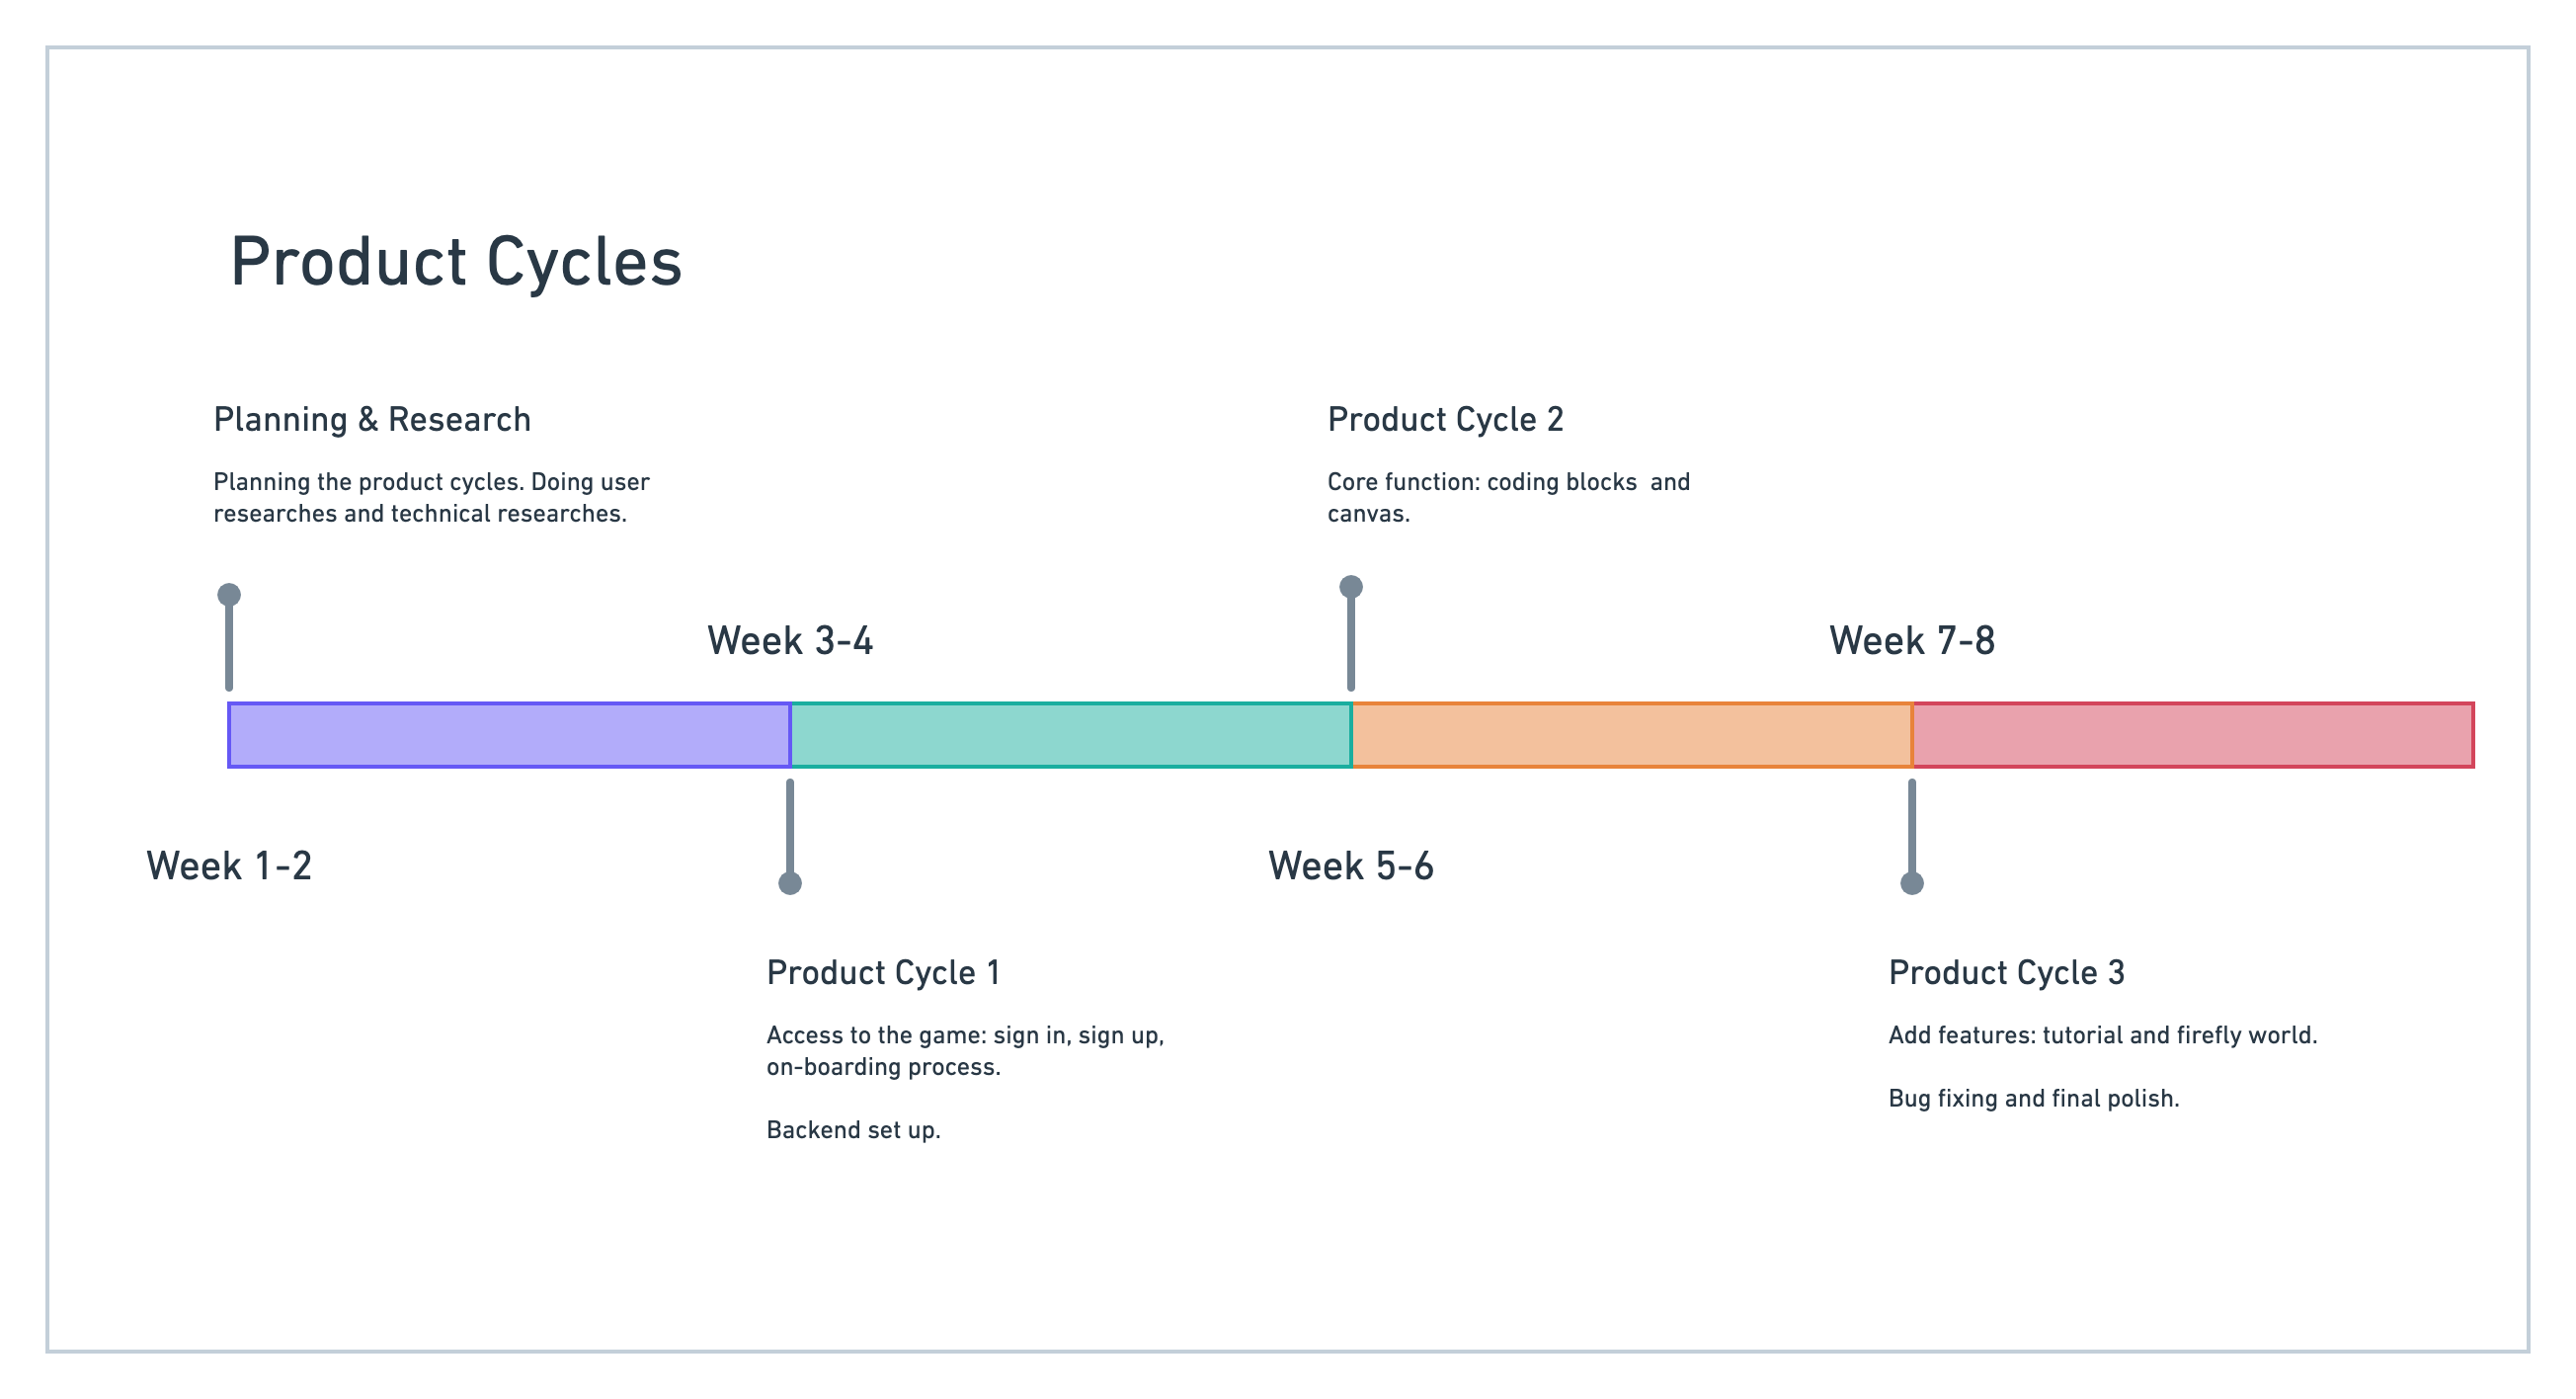 Product Cycles
Planning & Research
Planning the product cycles. Doing user
researches and technical researches.
Product Cycle 2
Core function: coding blocks  and
canvas.
Week 3-4
Week 7-8
Week 1-2
Week 5-6
Product Cycle 1
Access to the game: sign in, sign up,
on-boarding process.
Backend set up.
Product Cycle 3
Add features: tutorial and firefly world.
Bug fixing and final polish.